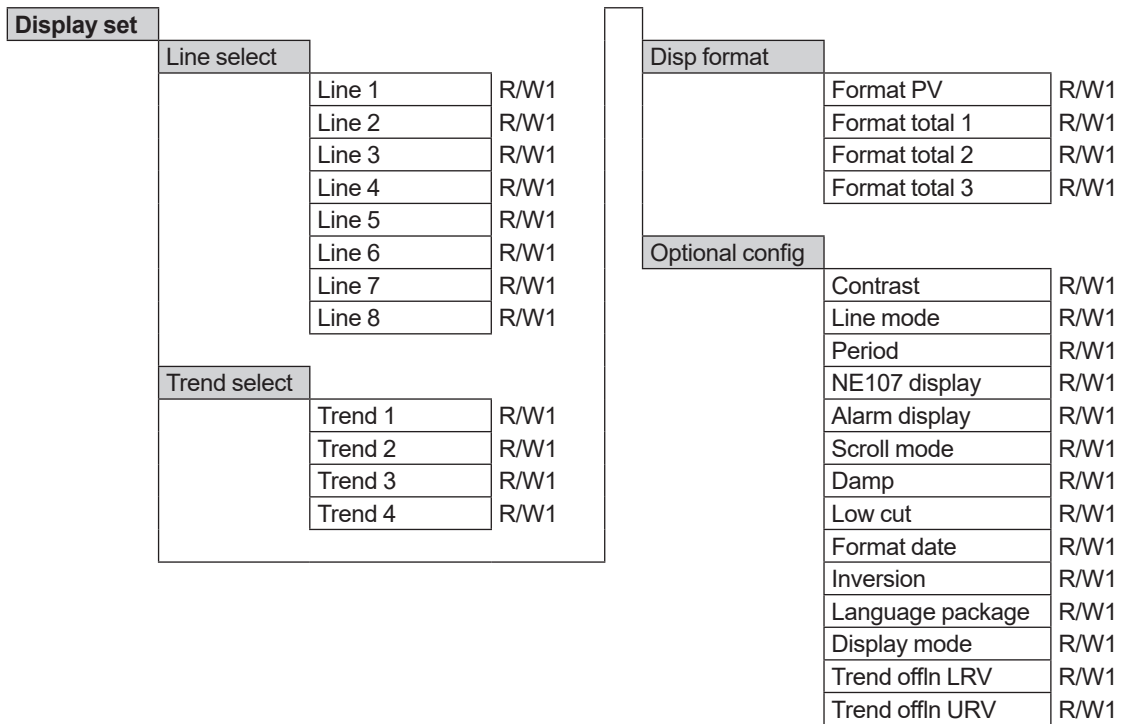 Display set
Line select
Line 1 R/W1
Line 2 R/W1
Line 3 R/W1
Line 4 R/W1
Line 5 R/W1
Line 6 R/W1
Line 7 R/W1
Line 8 R/W1
Trend select
Trend 1 R/W1
Trend 2 R/W1
Trend 3 R/W1
Trend 4 R/W1
Disp format
Format PV R/W1
Format total 1 R/W1
Format total 2 R/W1
Format total 3 R/W1
Optional config
Contrast R/W1
Line mode R/W1
Period R/W1
NE107 display R/W1
Alarm display R/W1
Scroll mode R/W1
Damp R/W1
Low cut R/W1
Format date R/W1
Inversion R/W1
Language package R/W1
Display mode R/W1
Trend offln LRV R/W1
Trend offln URV R/W1